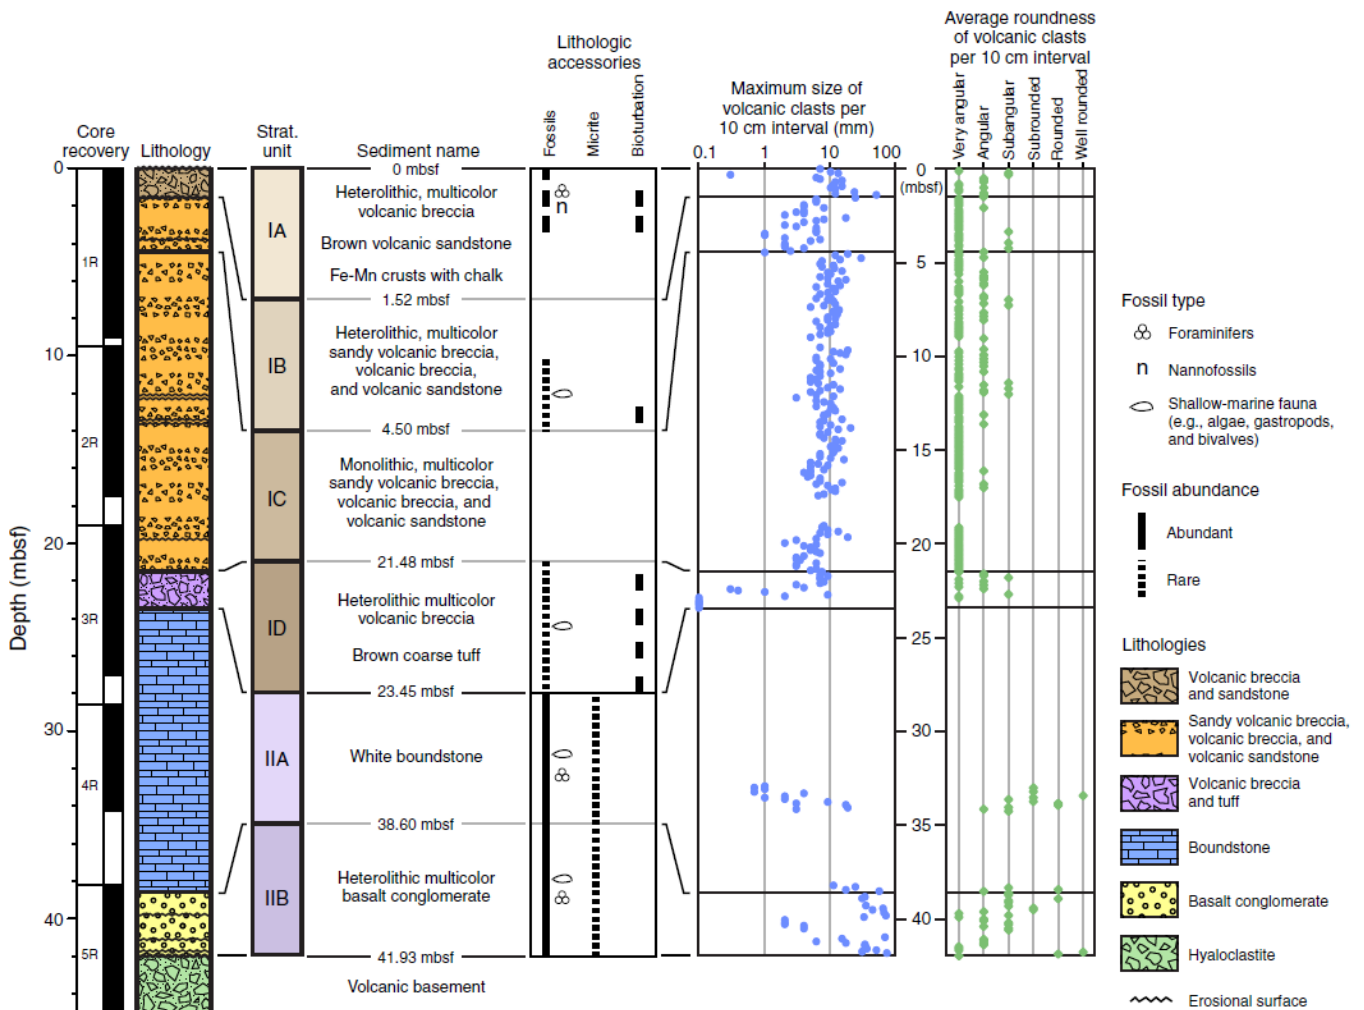 Average roundness
of volcanic clasts
per 10 cm interval
Lithologic
accessories
Maximum size of
volcanic clasts per
10 cm interval (mm)
Core
recovery
Lithology
Strat.
unit
Sediment name
Fossils
Micrite
Bioturbation
0.1
1
10
100
Very angular
Angular
Subangular
Subrounded
Rounded
Well rounded
Depth (mbsf)
0
10
20
30
40
1R
2R
3R
4R
5R
IA
IB
IC
ID
IIA
IIB
0 mbsf
Heterolithic, multicolor
volcanic breccia
Brown volcanic sandstone
Fe-Mn crusts with chalk
1.52 mbsf
Heterolithic, multicolor
sandy volcanic breccia,
volcanic breccia,
and volcanic sandstone
4.50 mbsf
Monolithic, multicolor
sandy volcanic breccia,
volcanic breccia, and
volcanic sandstone
21.48 mbsf
Heterolithic multicolor
volcanic breccia
Brown coarse tuff
23.45 mbsf
White boundstone
38.60 mbsf
Heterolithic multicolor
basalt conglomerate
41.93 mbsf
Volcanic basement
n
0
(mbsf)
5
10
15
20
25
30
35
40
Fossil type
Foraminifers
n Nannofossils
Shallow-marine fauna
(e.g., algae, gastropods,
and bivalves)
Fossil abundance
Abundant
Rare
Lithologies
Volcanic breccia
and sandstone
Sandy volcanic breccia,
volcanic breccia, and
volcanic sandstone
Volcanic breccia
and tuff
Boundstone
Basalt conglomerate
Hyaloclastite
Erosional surface